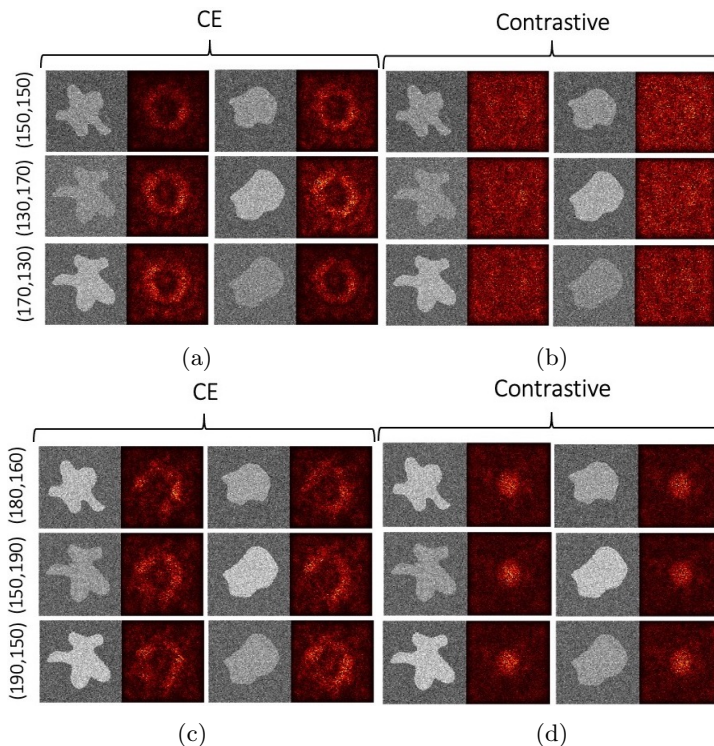 CE
Contrastive
(150,150)
(130,170)
(170,130)
(a)
(b)
CE
Contrastive
(180,160)
(150,190)
(190,150)
(c)
(d)